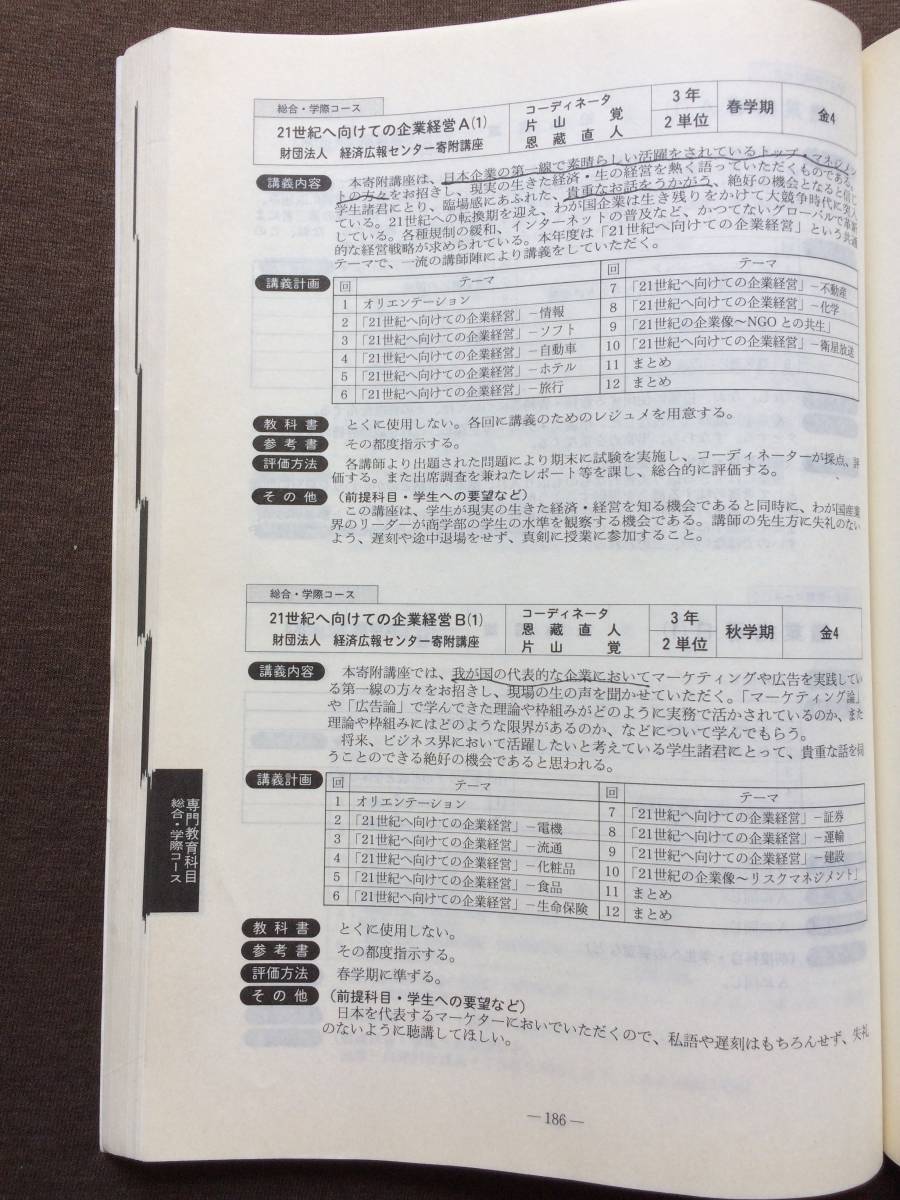 総合・学際コース
21世紀へ向けての企業経営A(1)
財団法人 経済広報センター寄附講座
コーディネータ
片山 覚
恩藏直人
3年
2単位
春学期
金4
講義内容
本寄附講座は、日本企業の第一線で素晴らしい活躍をされているトップ・マネジメン
トの方々をお招きし、現実の生きた経済・生の経営を熱く語っていただくものである。
学生諸君にとり、臨場感にあふれた、貴重なお話をうかがう、絶好の機会となると信じ
ている。21世紀への転換期を迎え、わが国企業は生き残りをかけて大競争時代に突入
している。各種規制の緩和、インターネットの普及など、かつてないグローバルで革新
的な経営戦略が求められている。本年度は「21世紀へ向けての企業経営」という共通
テーマで、一流の講師陣により講義をしていただく。
講義計画
回 テーマ
1 オリエンテーション
2 「21世紀へ向けての企業経営」−情報
3 「21世紀へ向けての企業経営」−ソフト
4 「21世紀へ向けての企業経営」−自動車
5 「21世紀へ向けての企業経営」−ホテル
6 「21世紀へ向けての企業経営」−旅行
回 テーマ
7 「21世紀へ向けての企業経営」−不動産
8 「21世紀へ向けての企業経営」−化学
9 「21世紀の企業像〜NGOとの共生」
10 「21世紀へ向けての企業経営」−衛星放送
11 まとめ
12 まとめ
教科書 とくに使用しない。各回に講義のためのレジュメを用意する。
参考書 その都度指示する。
評価方法 各講師より出題された問題により期末に試験を実施し、コーディネーターが採点、評
価する。また出席調査を兼ねたレポート等を課し、総合的に評価する。
その他 (前提科目・学生への要望など)
この講座は、学生が現実の生きた経済・経営を知る機会であると同時に、わが国産業
界のリーダーが商学部の学生の水準を観察する機会である。講師の先生方に失礼のない
よう、遅刻や途中退場をせず、真剣に授業に参加すること。
総合・学際コース
21世紀へ向けての企業経営B(1)
財団法人 経済広報センター寄附講座
コーディネータ
恩藏直人
片山 覚
3年
2単位
秋学期
金4
講義内容
本寄附講座では、我が国の代表的な企業においてマーケティングや広告を実践してい
る第一線の方々をお招きし、現場の生の声を聞かせていただく。「マーケティング論」
や「広告論」で学んできた理論や枠組みがどのように実務で活かされているのか、また
理論や枠組みにはどのような限界があるのか、などについて学んでもらう。
将来、ビジネス界において活躍したいと考えている学生諸君にとって、貴重な話を伺
うことのできる絶好の機会であると思われる。
講義計画
回 テーマ
1 オリエンテーション
2 「21世紀へ向けての企業経営」−電機
3 「21世紀へ向けての企業経営」−流通
4 「21世紀へ向けての企業経営」−化粧品
5 「21世紀へ向けての企業経営」−食品
6 「21世紀へ向けての企業経営」−生命保険
回 テーマ
7 「21世紀へ向けての企業経営」−証券
8 「21世紀へ向けての企業経営」−運輸
9 「21世紀へ向けての企業経営」−建設
10 「21世紀の企業像〜リスクマネジメント」
11 まとめ
12 まとめ
教科書 とくに使用しない。
参考書 その都度指示する。
評価方法 春学期に準ずる。
その他 (前提科目・学生への要望など)
日本を代表するマーケターにおいでいただくので、私語や遅刻はもちろんせず、失礼
のないように聴講してほしい。
専門教育科目
総合・学際コース
―186―